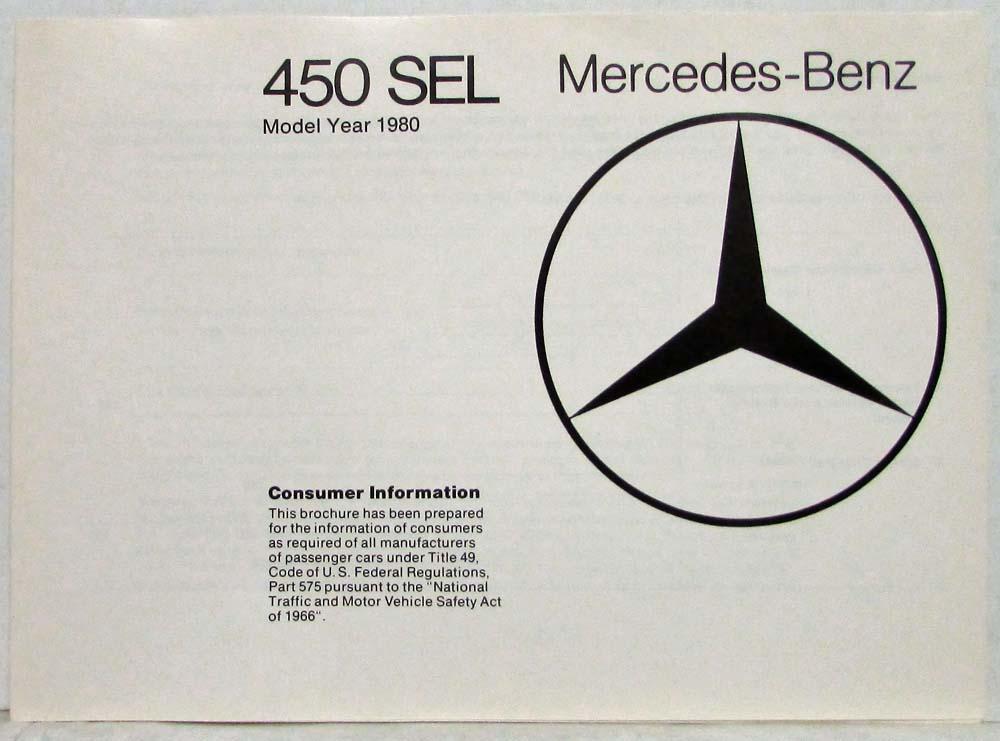 450 SEL
Model Year 1980
Mercedes-Benz
Consumer Information
This brochure has been prepared
for the information of consumers
as required of all manufacturers
of passenger cars under Title 49,
Code of U. S. Federal Regulations,
Part 575 pursuant to the "National
Traffic and Motor Vehicle Safety Act
of 1966".